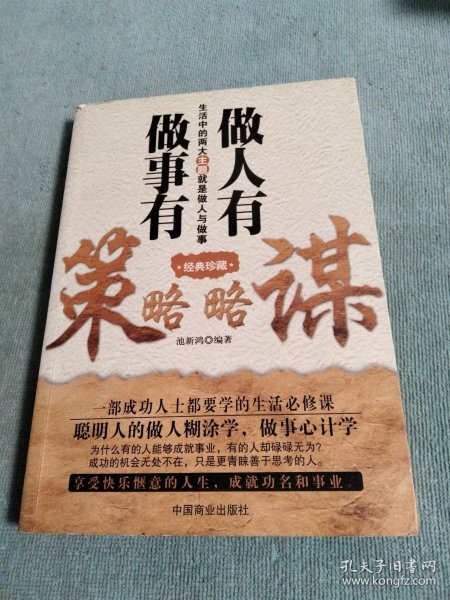 做人有
谋略
生活中的两大主题就是做人与做事
做事有
策略
经典珍藏
池新鸿◎编著
一部成功人士都要学的生活必修课
聪明人的做人糊涂学，做事心计学
为什么有的人能够成就事业，有的人却碌碌无为？
成功的机会无处不在，只是更青睐善于思考的人。
享受快乐惬意的人生，成就功名和事业
中国商业出版社
孔夫子旧书网
www.kongfz.com